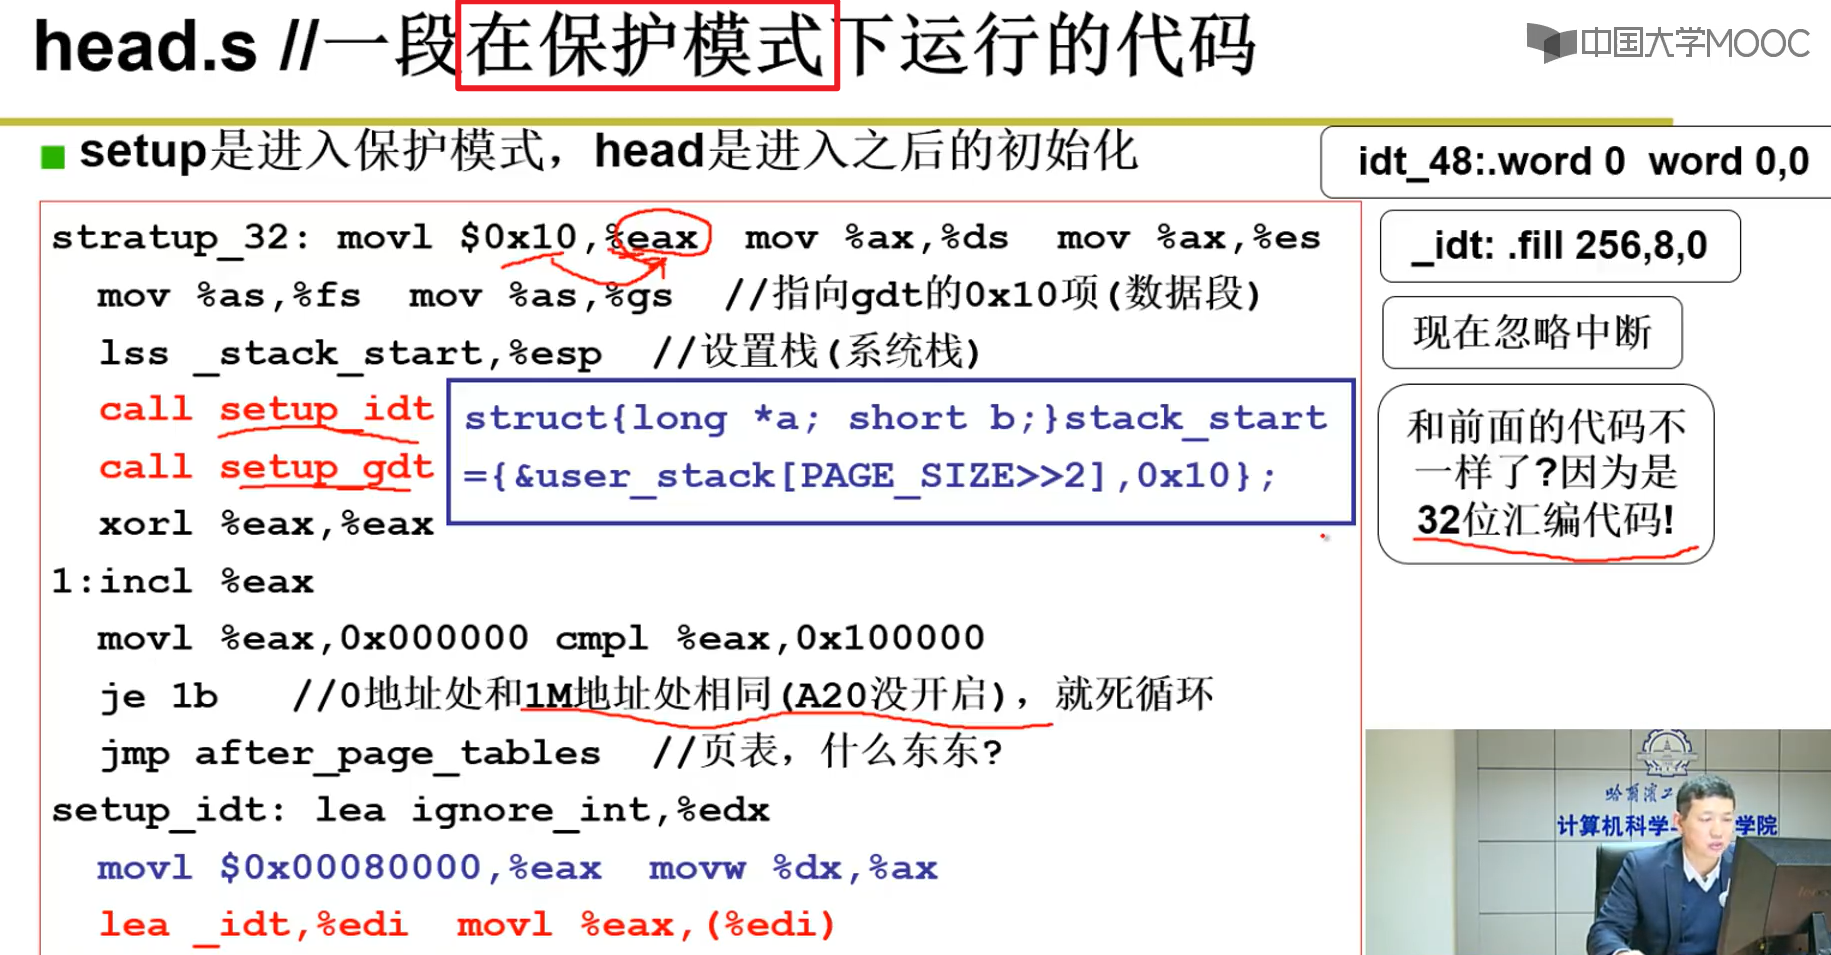 head.s //一段在保护模式下运行的代码
中国大学MOOC
setup是进入保护模式，head是进入之后的初始化
idt_48:.word 0  word 0,0
stratup_32: movl $0x10,%eax  mov %ax,%ds  mov %ax,%es
_idt: .fill 256,8,0
mov %as,%fs  mov %as,%gs  //指向gdt的0x10项(数据段)
现在忽略中断
lss _stack_start,%esp  //设置栈(系统栈)
call setup_idt
struct{long *a; short b;}stack_start
和前面的代码不
call setup_gdt
={&user_stack[PAGE_SIZE>>2],0x10};
一样了?因为是
xorl %eax,%eax
32位汇编代码!
1:incl %eax
movl %eax,0x000000 cmpl %eax,0x100000
je 1b   //0地址处和1M地址处相同(A20没开启)，就死循环
jmp after_page_tables  //页表，什么东东?
setup_idt: lea ignore_int,%edx
movl $0x00080000,%eax  movw %dx,%ax
lea _idt,%edi  movl %eax,(%edi)
哈爾濱工
计算机科学 学院